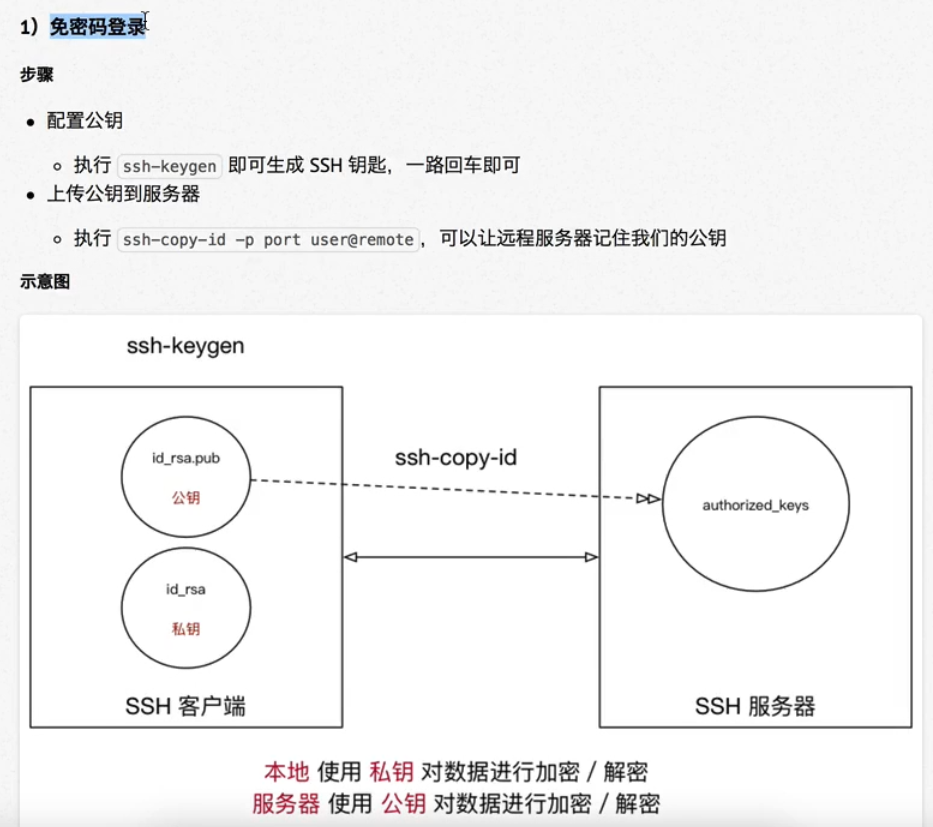 1）免密码登录
步骤
• 配置公钥
◦ 执行 ssh-keygen 即可生成 SSH 钥匙，一路回车即可
• 上传公钥到服务器
◦ 执行 ssh-copy-id -p port user@remote，可以让远程服务器记住我们的公钥
示意图
ssh-keygen
id_rsa.pub
公钥
ssh-copy-id
authorized_keys
id_rsa
私钥
SSH 客户端
SSH 服务器
本地 使用 私钥 对数据进行加密 / 解密
服务器 使用 公钥 对数据进行加密 / 解密